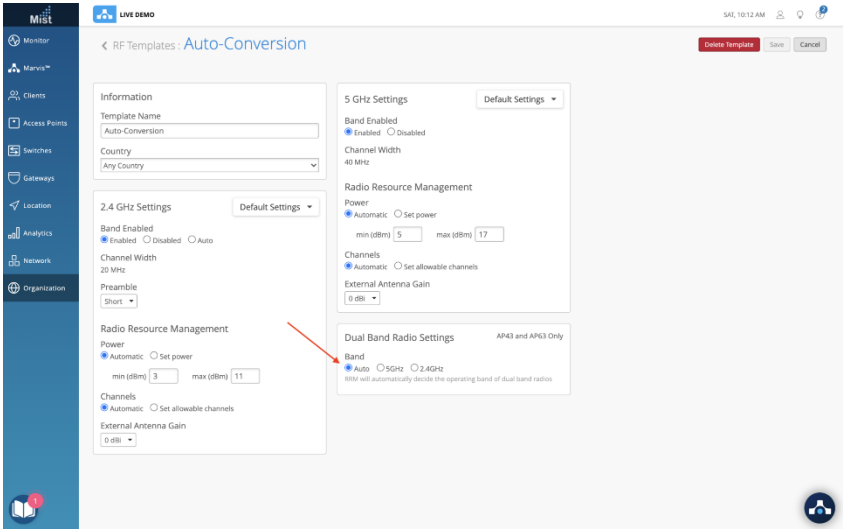 Mist
LIVE DEMO
SAT, 10:12 AM
?
Monitor
Marvis™
Clients
Access Points
Switches
Gateways
Location
Analytics
Network
Organization
1
RF Templates : Auto-Conversion
Delete Template
Save
Cancel
Information
Template Name
Auto-Conversion
Country
Any Country
2.4 GHz Settings
Default Settings
Band Enabled
Enabled Disabled Auto
Channel Width
20 MHz
Preamble
Short
Radio Resource Management
Power
Automatic Set power
min (dBm) 3 max (dBm) 11
Channels
Automatic Set allowable channels
External Antenna Gain
0 dBi
5 GHz Settings
Default Settings
Band Enabled
Enabled Disabled
Channel Width
40 MHz
Radio Resource Management
Power
Automatic Set power
min (dBm) 5 max (dBm) 17
Channels
Automatic Set allowable channels
External Antenna Gain
0 dBi
Dual Band Radio Settings
AP43 and AP63 Only
Band
Auto 5GHz 2.4GHz
RRM will automatically decide the operating band of dual band radios